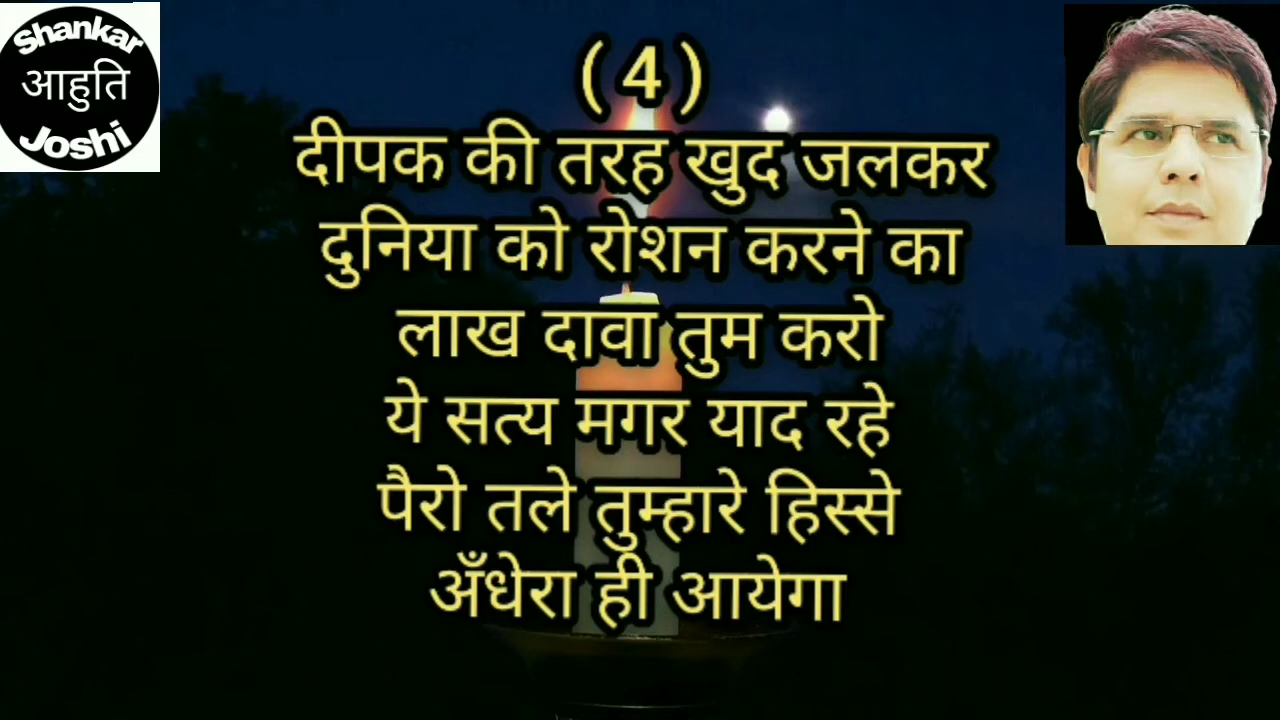 Shankar
आहुति
Joshi
( 4 )
दीपक की तरह खुद जलकर
दुनिया को रोशन करने का
लाख दावा तुम करो
ये सत्य मगर याद रहे
पैरो तले तुम्हारे हिस्से
अँधेरा ही आयेगा